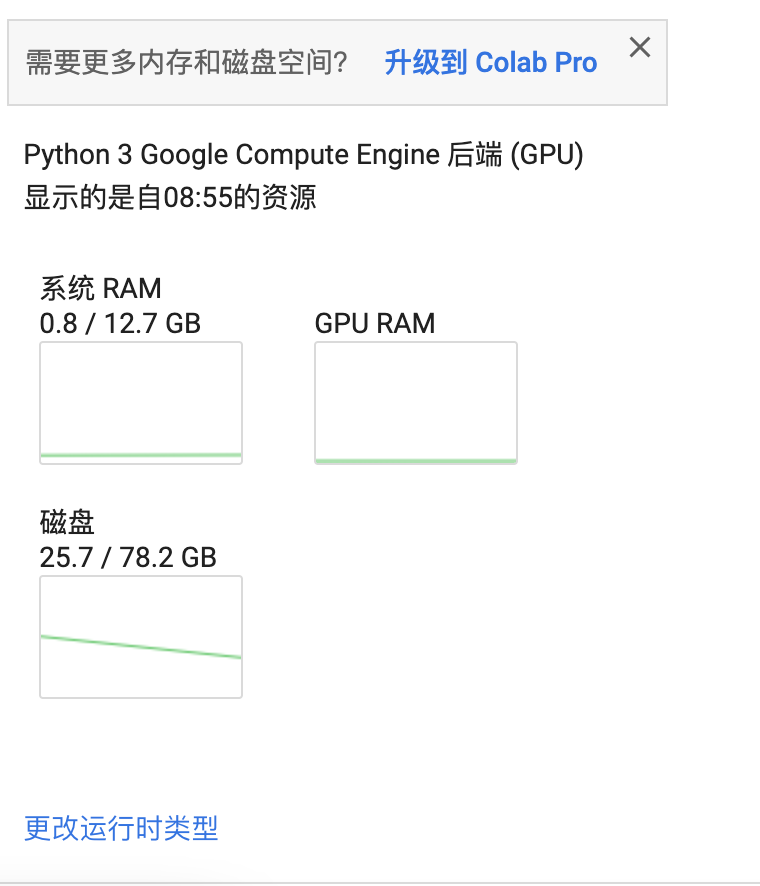 需要更多内存和磁盘空间? 升级到 Colab Pro
Python 3 Google Compute Engine 后端 (GPU)
显示的是自08:55的资源
系统 RAM
0.8 / 12.7 GB
GPU RAM
磁盘
25.7 / 78.2 GB
更改运行时类型